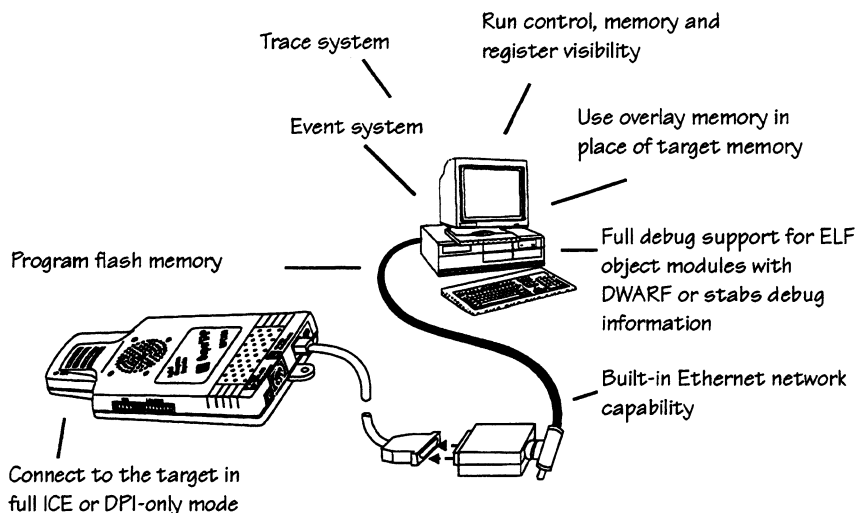 Trace system
Run control, memory and
register visibility
Event system
Use overlay memory in
place of target memory
Program flash memory
Full debug support for ELF
object modules with
DWARF or stabs debug
information
Built-in Ethernet network
capability
Connect to the target in
full ICE or DPI-only mode